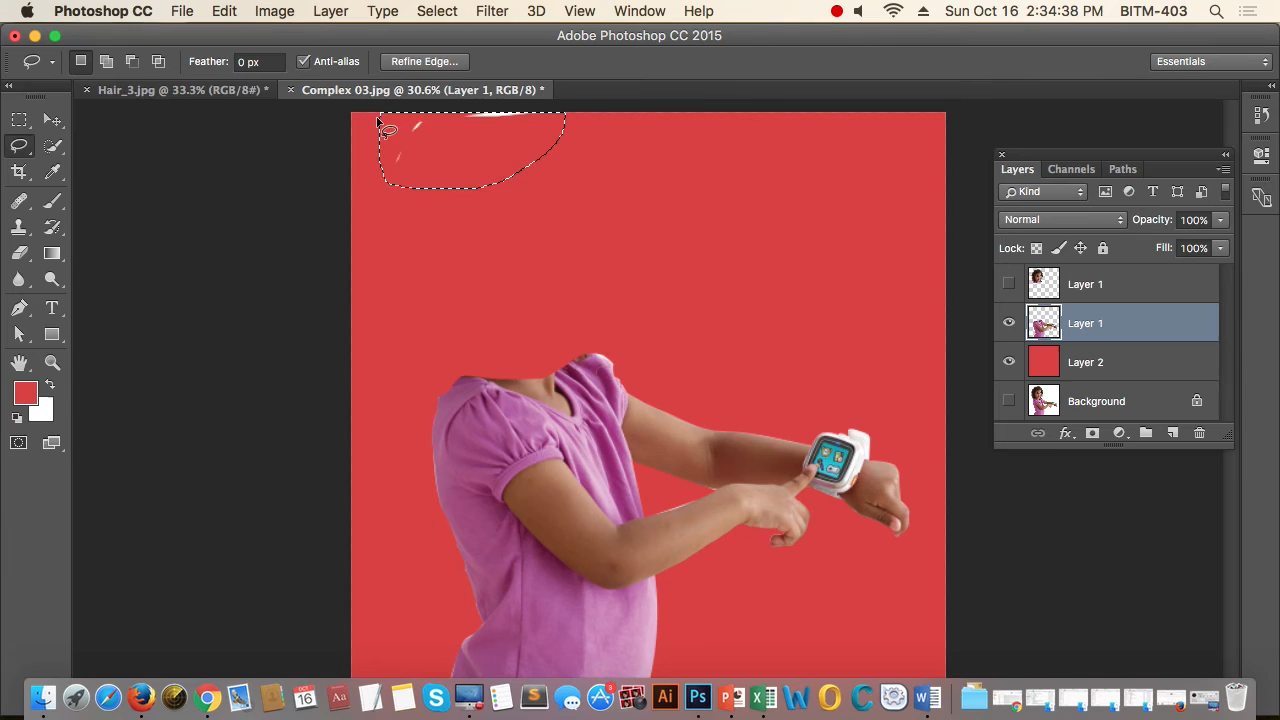 Photoshop CC File Edit Image Layer Type Select Filter 3D View Window Help Sun Oct 16 2:34:38 PM BITM-403
Adobe Photoshop CC 2015
Feather: 0 px Anti-alias Refine Edge... Essentials
Hair_3.jpg @ 33.3% (RGB/8#) * Complex 03.jpg @ 30.6% (Layer 1, RGB/8) *
Layers Channels Paths
Kind
Normal Opacity: 100%
Lock: Fill: 100%
Layer 1
Layer 1
Layer 2
Background